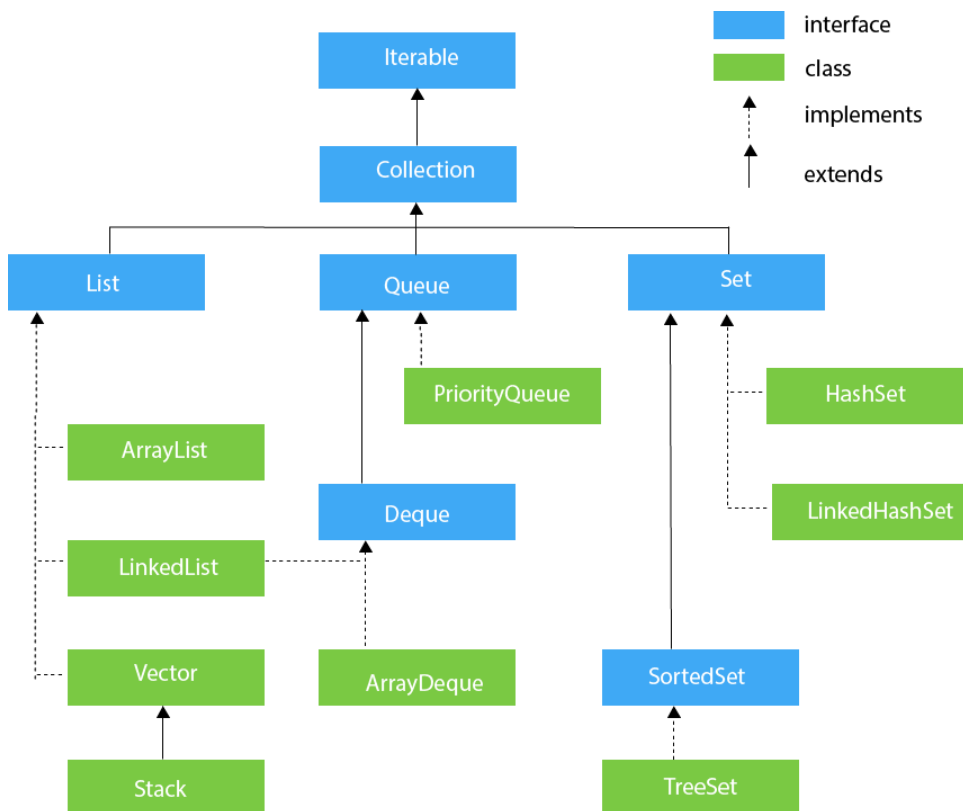 interface
Iterable
class
implements
Collection
extends
List
Queue
Set
PriorityQueue
HashSet
ArrayList
Deque
LinkedHashSet
LinkedList
Vector
ArrayDeque
SortedSet
Stack
TreeSet